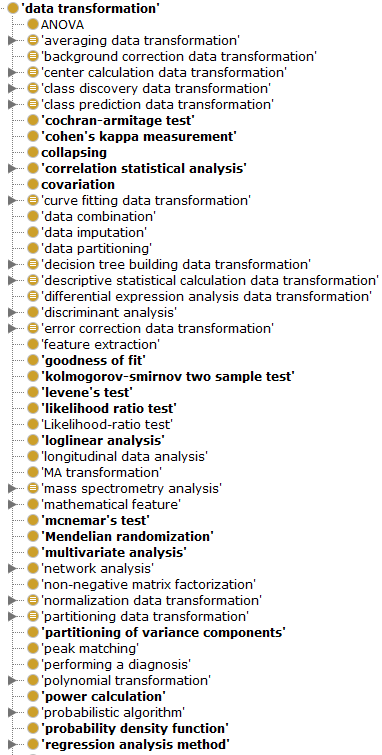 'data transformation'
ANOVA
'averaging data transformation'
'background correction data transformation'
'center calculation data transformation'
'class discovery data transformation'
'class prediction data transformation'
'cochran-armitage test'
'cohen's kappa measurement'
collapsing
'correlation statistical analysis'
covariation
'curve fitting data transformation'
'data combination'
'data imputation'
'data partitioning'
'decision tree building data transformation'
'descriptive statistical calculation data transformation'
'differential expression analysis data transformation'
'discriminant analysis'
'error correction data transformation'
'feature extraction'
'goodness of fit'
'kolmogorov-smirnov two sample test'
'levene's test'
'likelihood ratio test'
'Likelihood-ratio test'
'loglinear analysis'
'longitudinal data analysis'
'MA transformation'
'mass spectrometry analysis'
'mathematical feature'
'mcnemar's test'
'Mendelian randomization'
'multivariate analysis'
'network analysis'
'non-negative matrix factorization'
'normalization data transformation'
'partitioning data transformation'
'partitioning of variance components'
'peak matching'
'performing a diagnosis'
'polynomial transformation'
'power calculation'
'probabilistic algorithm'
'probability density function'
'regression analysis method'